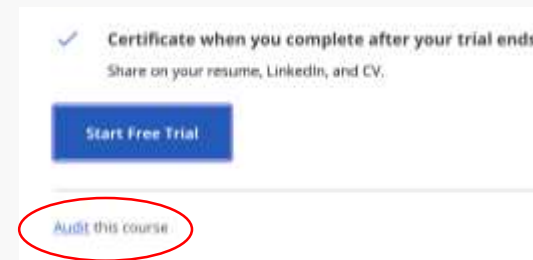 Certificate when you complete after your trial ends
Share on your resume, LinkedIn, and CV.
Start Free Trial
Audit this course